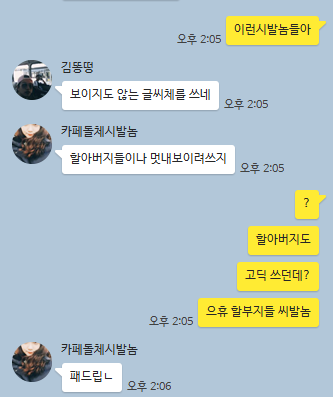 이런시발놈들아
오후 2:05
김똥떵
보이지도 않는 글씨체를 쓰네
오후 2:05
카페돌체시발놈
할아버지들이나 멋내보이려쓰지
오후 2:05
?
할아버지도
고딕 쓰던데?
으휴 할부지들 씨발놈
오후 2:05
카페돌체시발놈
패드립ㄴ
오후 2:06